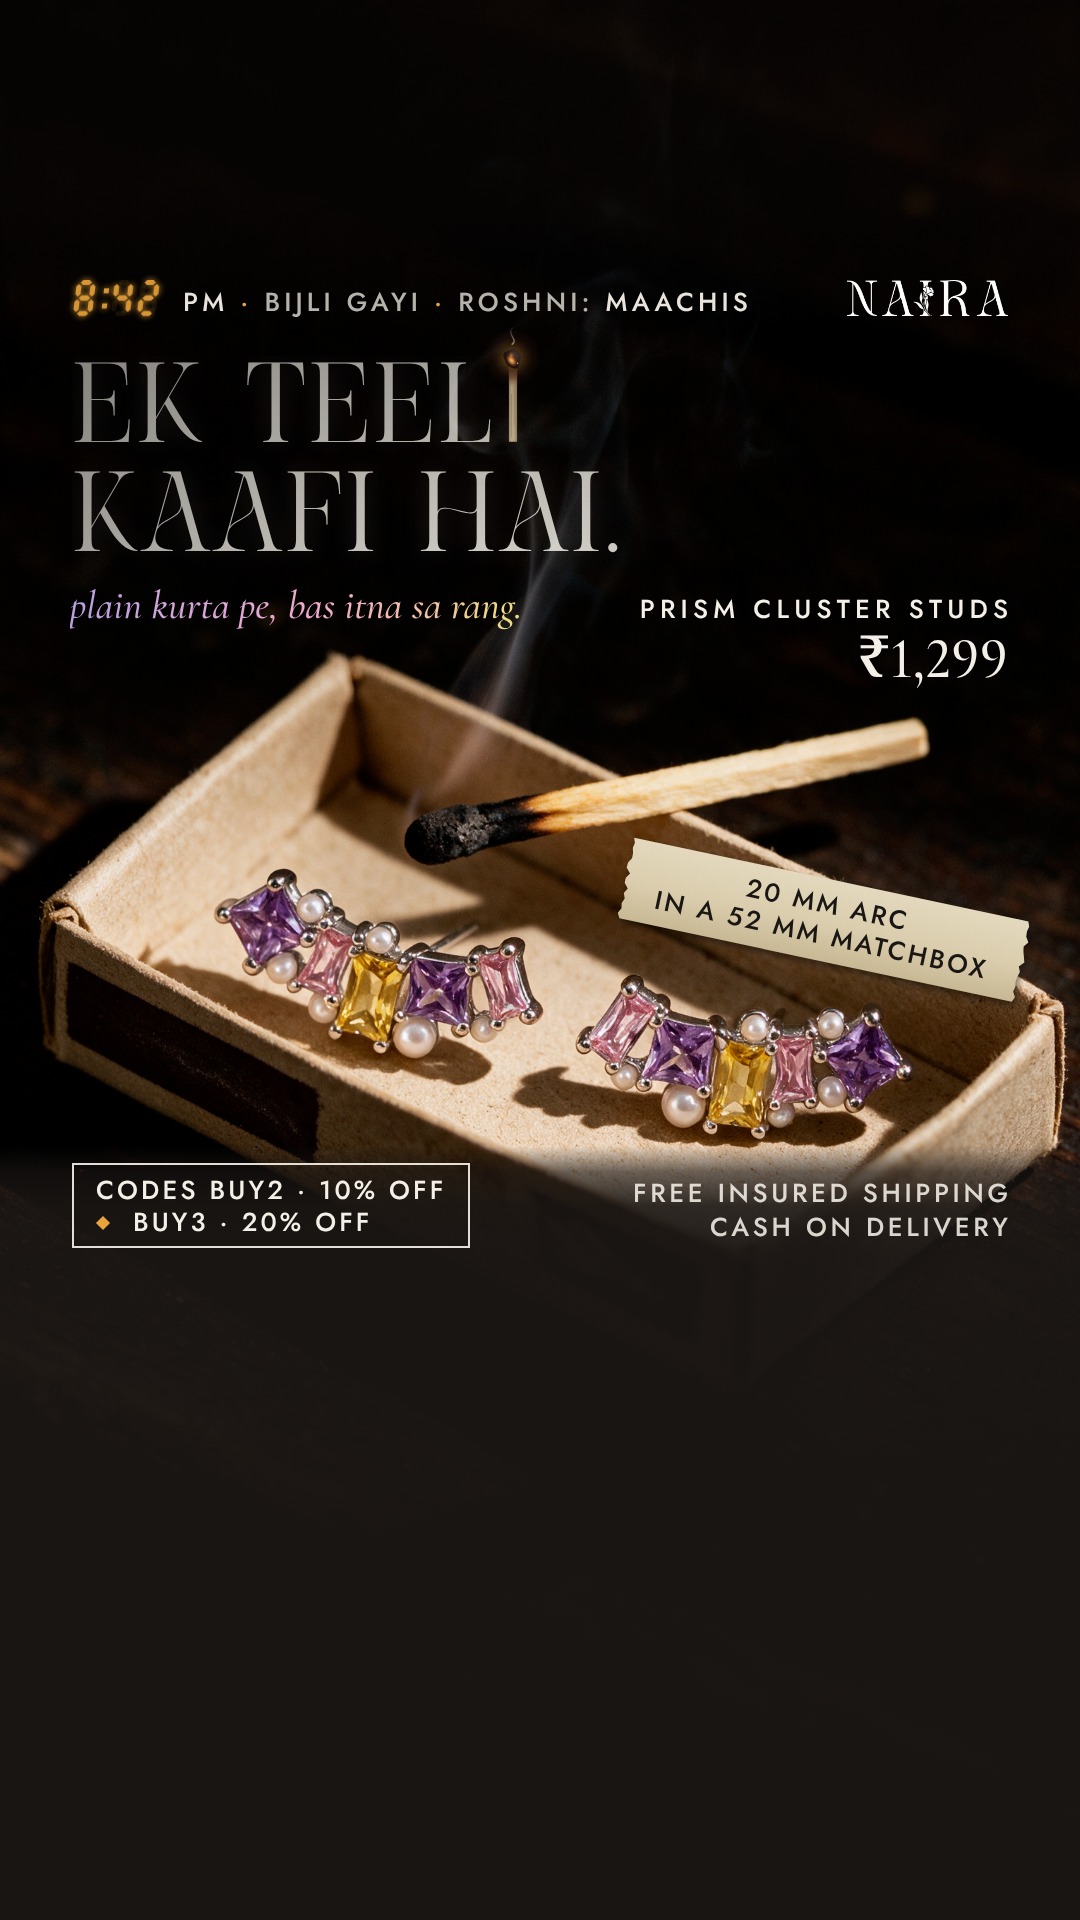 8:42 PM · BIJLI GAYI · ROSHNI: MAACHIS
NAIRA
EK TEELI
KAAFI HAI.
plain kurta pe, bas itna sa rang.
PRISM CLUSTER STUDS
₹1,299
20 MM ARC
IN A 52 MM MATCHBOX
CODES BUY2 · 10% OFF
◆ BUY3 · 20% OFF
FREE INSURED SHIPPING
CASH ON DELIVERY